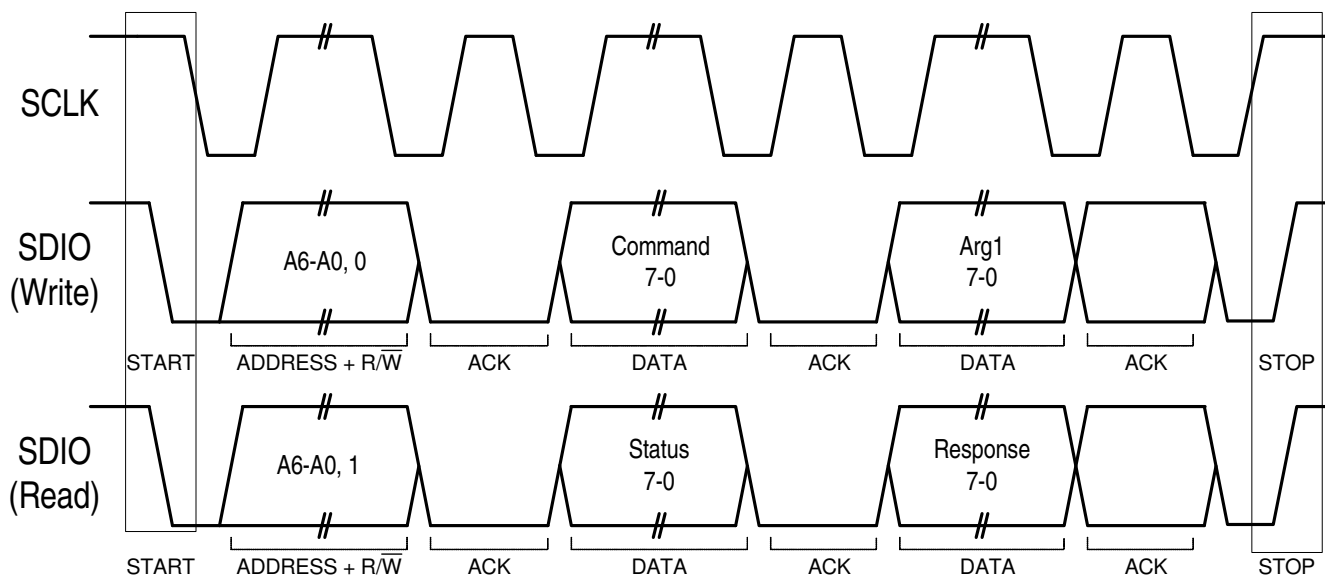 SCLK
SDIO
(Write)
A6-A0, 0
Command
7-0
Arg1
7-0
START
ADDRESS + R/W̅
ACK
DATA
ACK
DATA
ACK
STOP
SDIO
(Read)
A6-A0, 1
Status
7-0
Response
7-0
START
ADDRESS + R/W̅
ACK
DATA
ACK
DATA
ACK
STOP